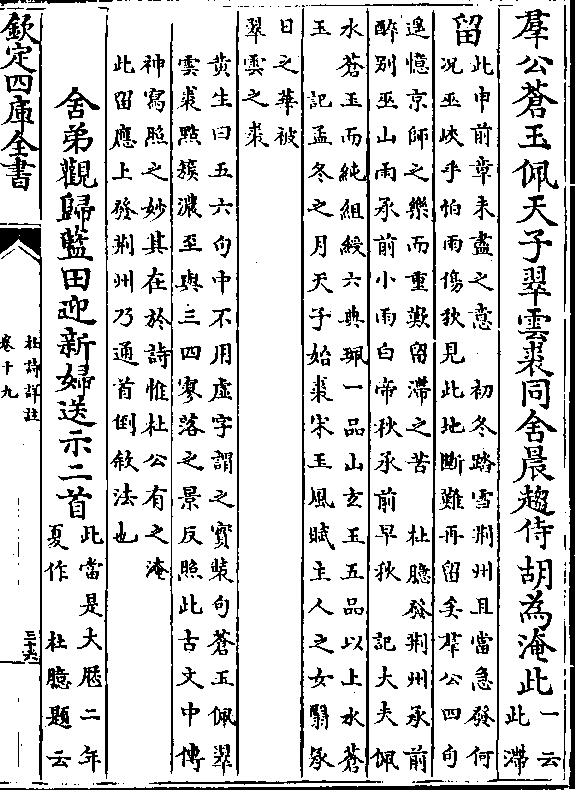 羣公蒼玉佩天子翠雲裘同舍晨趨侍胡為淹此一云
此滯
留此申前章未盡之意 初冬踏雪荆州且當急發何
况巫峽乎怕雨傷秋見此地斷難再留矣羣公四句
遥憶京師之樂而重歎留滯之苦 杜臆發荆州承前
醉别巫山雨承前小雨白帝秋承前早秋 記大夫佩
水蒼玉而純組綬六典珮一品山玄玉五品以上水蒼
玉 記孟冬之月天子始裘宋玉風賦主人之女翳承
日之華被
翠雲之裘
黄生曰五六句中不用虚字謂之實裝句蒼玉佩翠
雲裘點簇濃至與三四寥落之景反照此古文中傳
神寫照之妙其在於詩惟杜公有之淹
此留應上發荆州乃通首倒敘法也
舍弟觀歸藍田迎新婦送示二首此當是大厯二年
夏作 杜臆題云
欽定四庫全書
杜詩詳註
卷十九
三十六